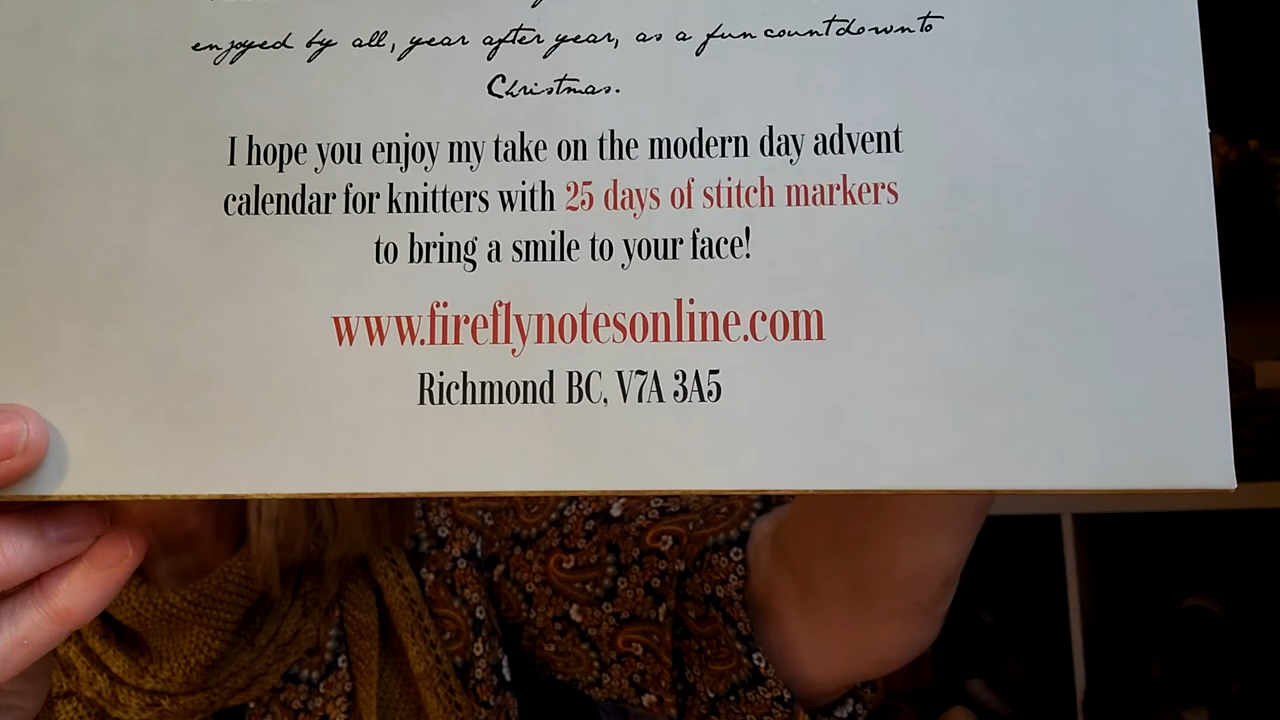 enjoyed by all, year after year, as a fun countdown to
Christmas.
I hope you enjoy my take on the modern day advent
calendar for knitters with 25 days of stitch markers
to bring a smile to your face!
www.fireflynotesonline.com
Richmond BC, V7A 3A5